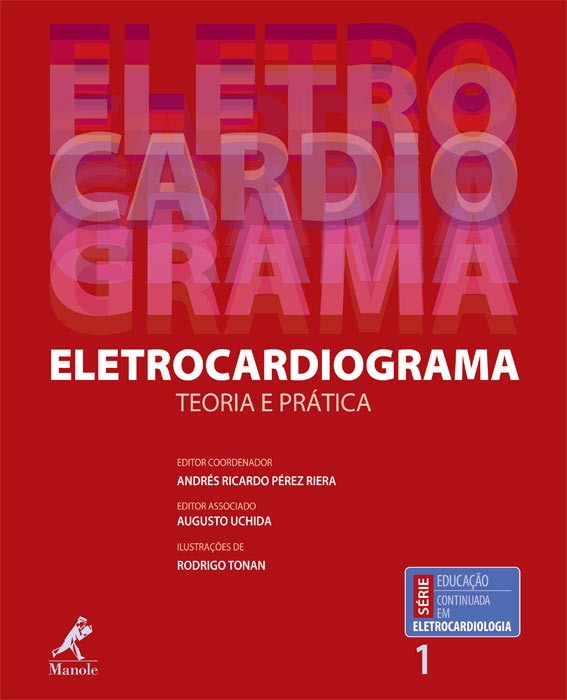 ELETRO
CARDIO
GRAMA
ELETROCARDIOGRAMA
TEORIA E PRÁTICA
EDITOR COORDENADOR
ANDRÉS RICARDO PÉREZ RIERA
EDITOR ASSOCIADO
AUGUSTO UCHIDA
ILUSTRAÇÕES DE
RODRIGO TONAN
SÉRIE
EDUCAÇÃO
CONTINUADA
EM
ELETROCARDIOLOGIA
1
Manole